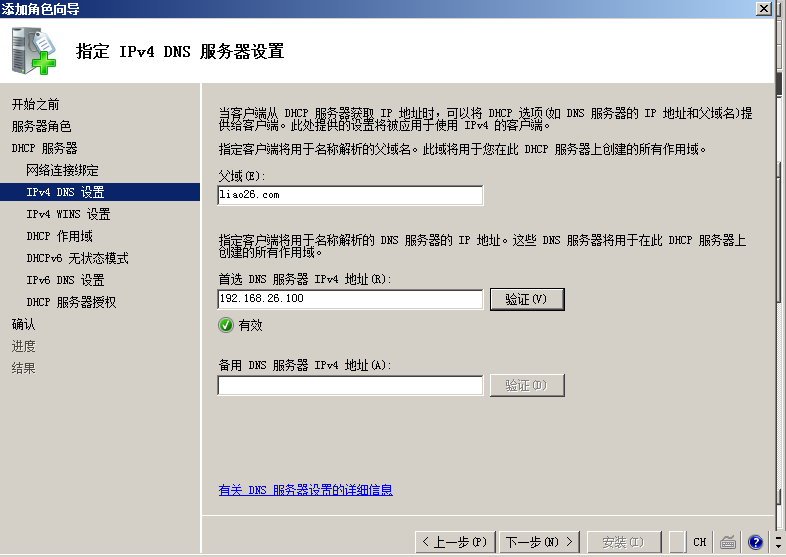 添加角色向导
指定 IPv4 DNS 服务器设置
开始之前
服务器角色
DHCP 服务器
网络连接绑定
IPv4 DNS 设置
IPv4 WINS 设置
DHCP 作用域
DHCPv6 无状态模式
IPv6 DNS 设置
DHCP 服务器授权
确认
进度
结果
当客户端从 DHCP 服务器获取 IP 地址时，可以将 DHCP 选项(如 DNS 服务器的 IP 地址和父域名)提
供给客户端。此处提供的设置将被应用于使用 IPv4 的客户端。
指定客户端将用于名称解析的父域名。此域将用于您在此 DHCP 服务器上创建的所有作用域。
父域(E):
liao26.com
指定客户端将用于名称解析的 DNS 服务器的 IP 地址。这些 DNS 服务器将用于在此 DHCP 服务器上
创建的所有作用域。
首选 DNS 服务器 IPv4 地址(R):
192.168.26.100
验证(V)
有效
备用 DNS 服务器 IPv4 地址(A):
验证(D)
有关 DNS 服务器设置的详细信息
< 上一步(P)
下一步(N) >
安装(I)
CH